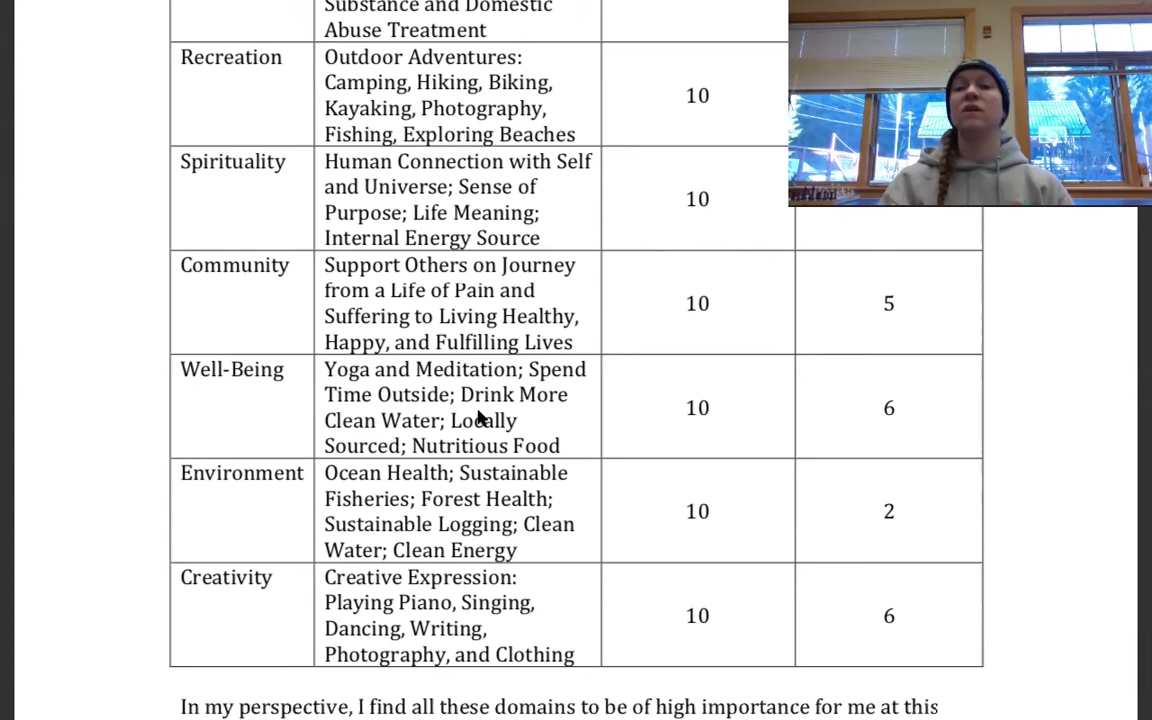 Substance and Domestic
Abuse Treatment
Recreation
Outdoor Adventures:
Camping, Hiking, Biking,
Kayaking, Photography,
Fishing, Exploring Beaches
10
Spirituality
Human Connection with Self
and Universe; Sense of
Purpose; Life Meaning;
Internal Energy Source
10
Community
Support Others on Journey
from a Life of Pain and
Suffering to Living Healthy,
Happy, and Fulfilling Lives
10
5
Well-Being
Yoga and Meditation; Spend
Time Outside; Drink More
Clean Water; Locally
Sourced; Nutritious Food
10
6
Environment
Ocean Health; Sustainable
Fisheries; Forest Health;
Sustainable Logging; Clean
Water; Clean Energy
10
2
Creativity
Creative Expression:
Playing Piano, Singing,
Dancing, Writing,
Photography, and Clothing
10
6
In my perspective, I find all these domains to be of high importance for me at this